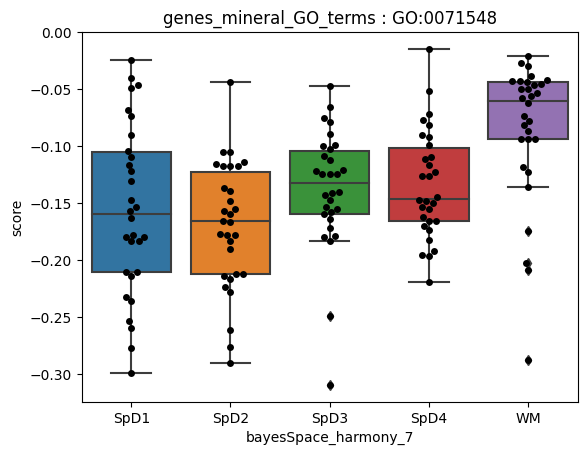 genes_mineral_GO_terms : GO:0071548
0.00
−0.05
−0.10
−0.15
−0.20
−0.25
−0.30
score
SpD1 SpD2 SpD3 SpD4 WM
bayesSpace_harmony_7